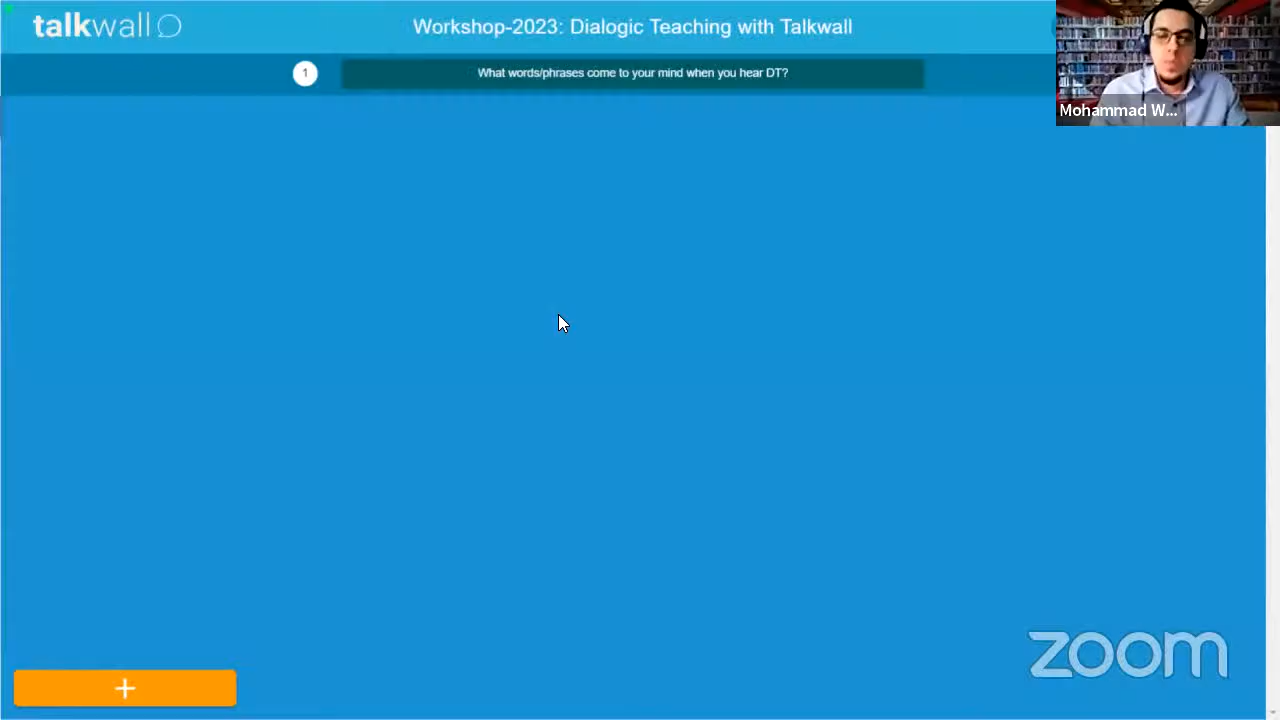 talkwall
Workshop-2023: Dialogic Teaching with Talkwall
1
What words/phrases come to your mind when you hear DT?
Mohammad W...
zoom